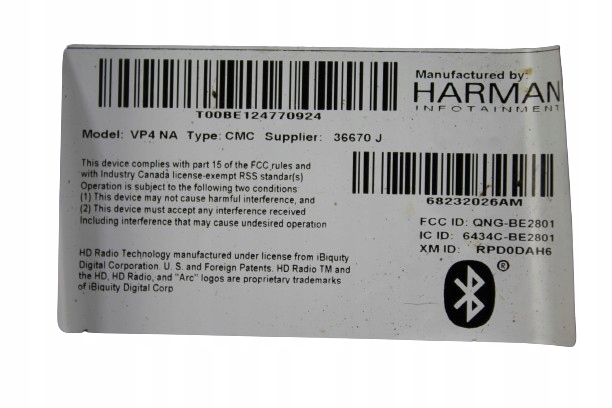 Manufactured by:
HARMAN
INFOTAINMENT
T00BE124770924
Model: VP4 NA Type: CMC Supplier: 36670 J
This device complies with part 15 of the FCC rules and
with Industry Canada license-exempt RSS standar(s)
Operation is subject to the following two conditions
(1) This device may not cause harmful interference, and
(2) This device must accept any interference received
Including interference that may cause undesired operation
68232026AM
FCC ID: QNG-BE2801
IC ID: 6434C-BE2801
XM ID: RPD0DAH6
HD Radio Technology manufactured under license from iBiquity
Digital Corporation. U.S. and Foreign Patents. HD Radio TM and
the HD, HD Radio, and "Arc" logos are proprietary trademarks
of iBiquity Digital Corp
®